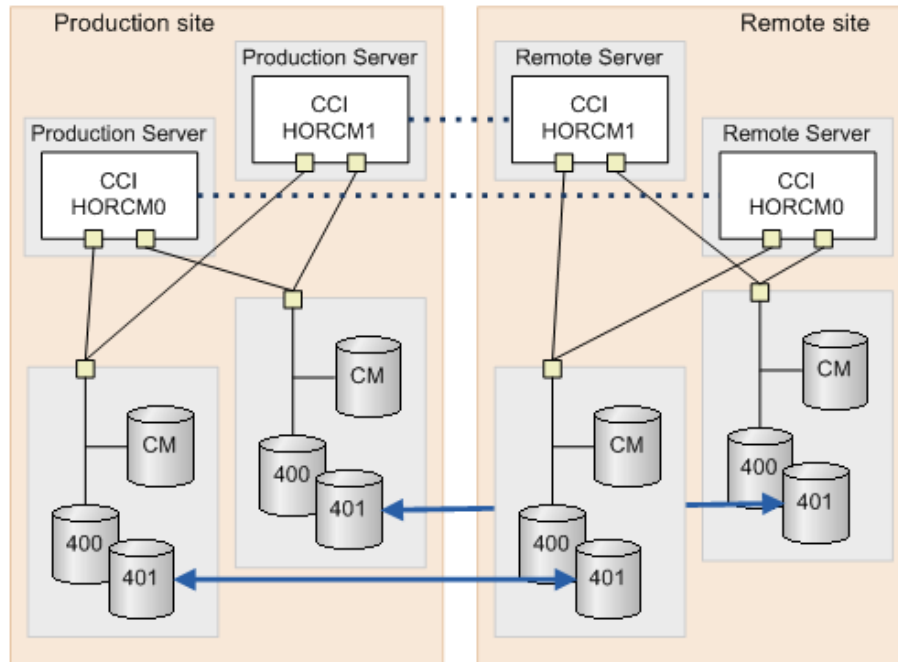 Production site
Production Server
CCI
HORCM1
Production Server
CCI
HORCM0
CM
400
401
CM
400
401
Remote site
Remote Server
CCI
HORCM1
Remote Server
CCI
HORCM0
CM
400
401
CM
400
401